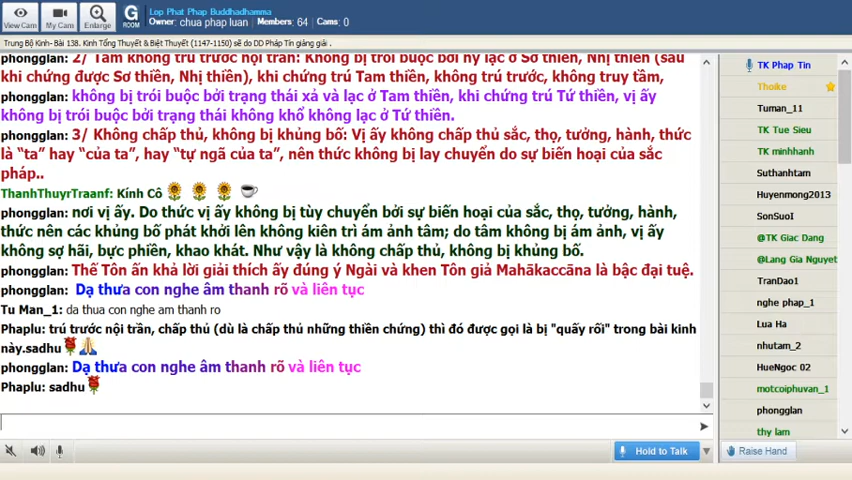 Lop Phat Phap Buddhadhamma
Owner: chua phap luan Members: 64 Cams: 0
View Cam My Cam Enlarge G ROOM
Trung Bộ Kinh- Bài 138. Kinh Tổng Thuyết & Biệt Thuyết (1147-1150) sẽ do DD Pháp Tín giảng giải .
phongglan: 2/ Tâm không trú trước nội trần: Không bị trói buộc bởi hỷ lạc ở Sơ thiền, Nhị thiền (sau
khi chứng được Sơ thiền, Nhị thiền), khi chứng trú Tam thiền, không trú trước, không truy tầm,
phongglan: không bị trói buộc bởi trạng thái xả và lạc ở Tam thiền, khi chứng trú Tứ thiền, vị ấy
không bị trói buộc bởi trạng thái không khổ không lạc ở Tứ thiền.
phongglan: 3/ Không chấp thủ, không bị khủng bố: Vị ấy không chấp thủ sắc, thọ, tưởng, hành, thức
là “ta” hay “của ta”, hay “tự ngã của ta”, nên thức không bị lay chuyển do sự biến hoại của sắc
pháp..
ThanhThuyrTraanf: Kính Cô
phongglan: nơi vị ấy. Do thức vị ấy không bị tùy chuyển bởi sự biến hoại của sắc, thọ, tưởng, hành,
thức nên các khủng bố phát khởi lên không kiên trì ám ảnh tâm; do tâm không bị ám ảnh, vị ấy
không sợ hãi, bực phiền, khao khát. Như vậy là không chấp thủ, không bị khủng bố.
phongglan: Thế Tôn ấn khả lời giải thích ấy đúng ý Ngài và khen Tôn giả Mahākaccāna là bậc đại tuệ.
phongglan: Dạ thưa con nghe âm thanh rõ và liên tục
Tu Man_1: da thua con nghe am thanh ro
Phaplu: trú trước nội trần, chấp thủ (dù là chấp thủ những thiền chứng) thì đó được gọi là bị "quấy rối" trong bài kinh
này.sadhu
phongglan: Dạ thưa con nghe âm thanh rõ và liên tục
Phaplu: sadhu
Hold to Talk
TK Phap Tin
Thoike
Tuman_11
TK Tue Sieu
TK minhhanh
Suthanhtam
Huyenmong2013
SonSuoI
@TK Giac Dang
@Lang Gia Nguyet
TranDao1
nghe phap_1
Lua Ha
nhutam_2
HueNgoc 02
motcoiphuvan_1
phongglan
thy lam
Raise Hand